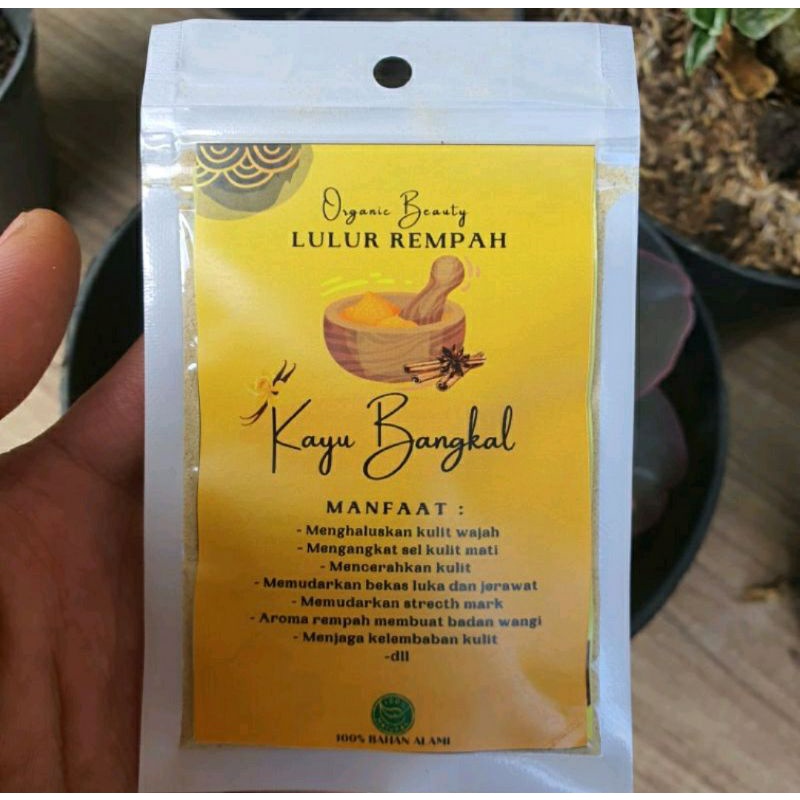 Organic Beauty
LULUR REMPAH
Kayu Bangkal
MANFAAT :
- Menghaluskan kulit wajah
- Mengangkat sel kulit mati
- Mencerahkan kulit
- Memudarkan bekas luka dan jerawat
- Memudarkan strecth mark
- Aroma rempah membuat badan wangi
- Menjaga kelembaban kulit
-dll
100% BAHAN ALAMI